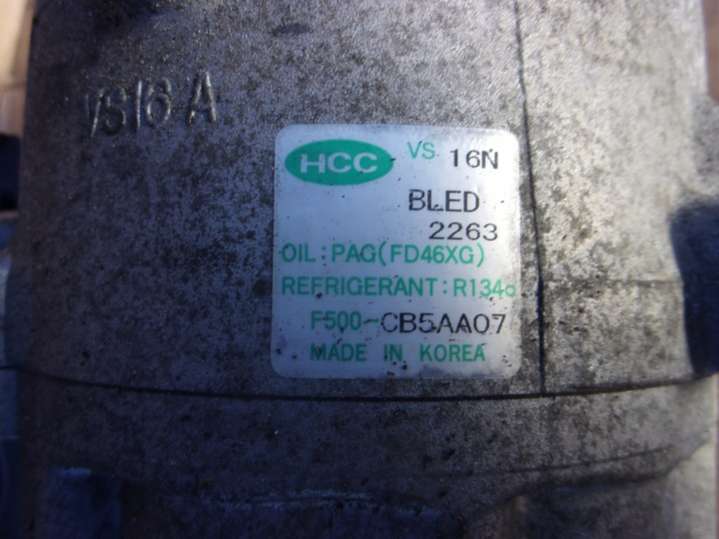 VS16 A
HCC VS 16N
BLED
2263
OIL:PAG(FD46XG)
REFRIGERANT:R134a
F500-CB5AA07
MADE IN KOREA